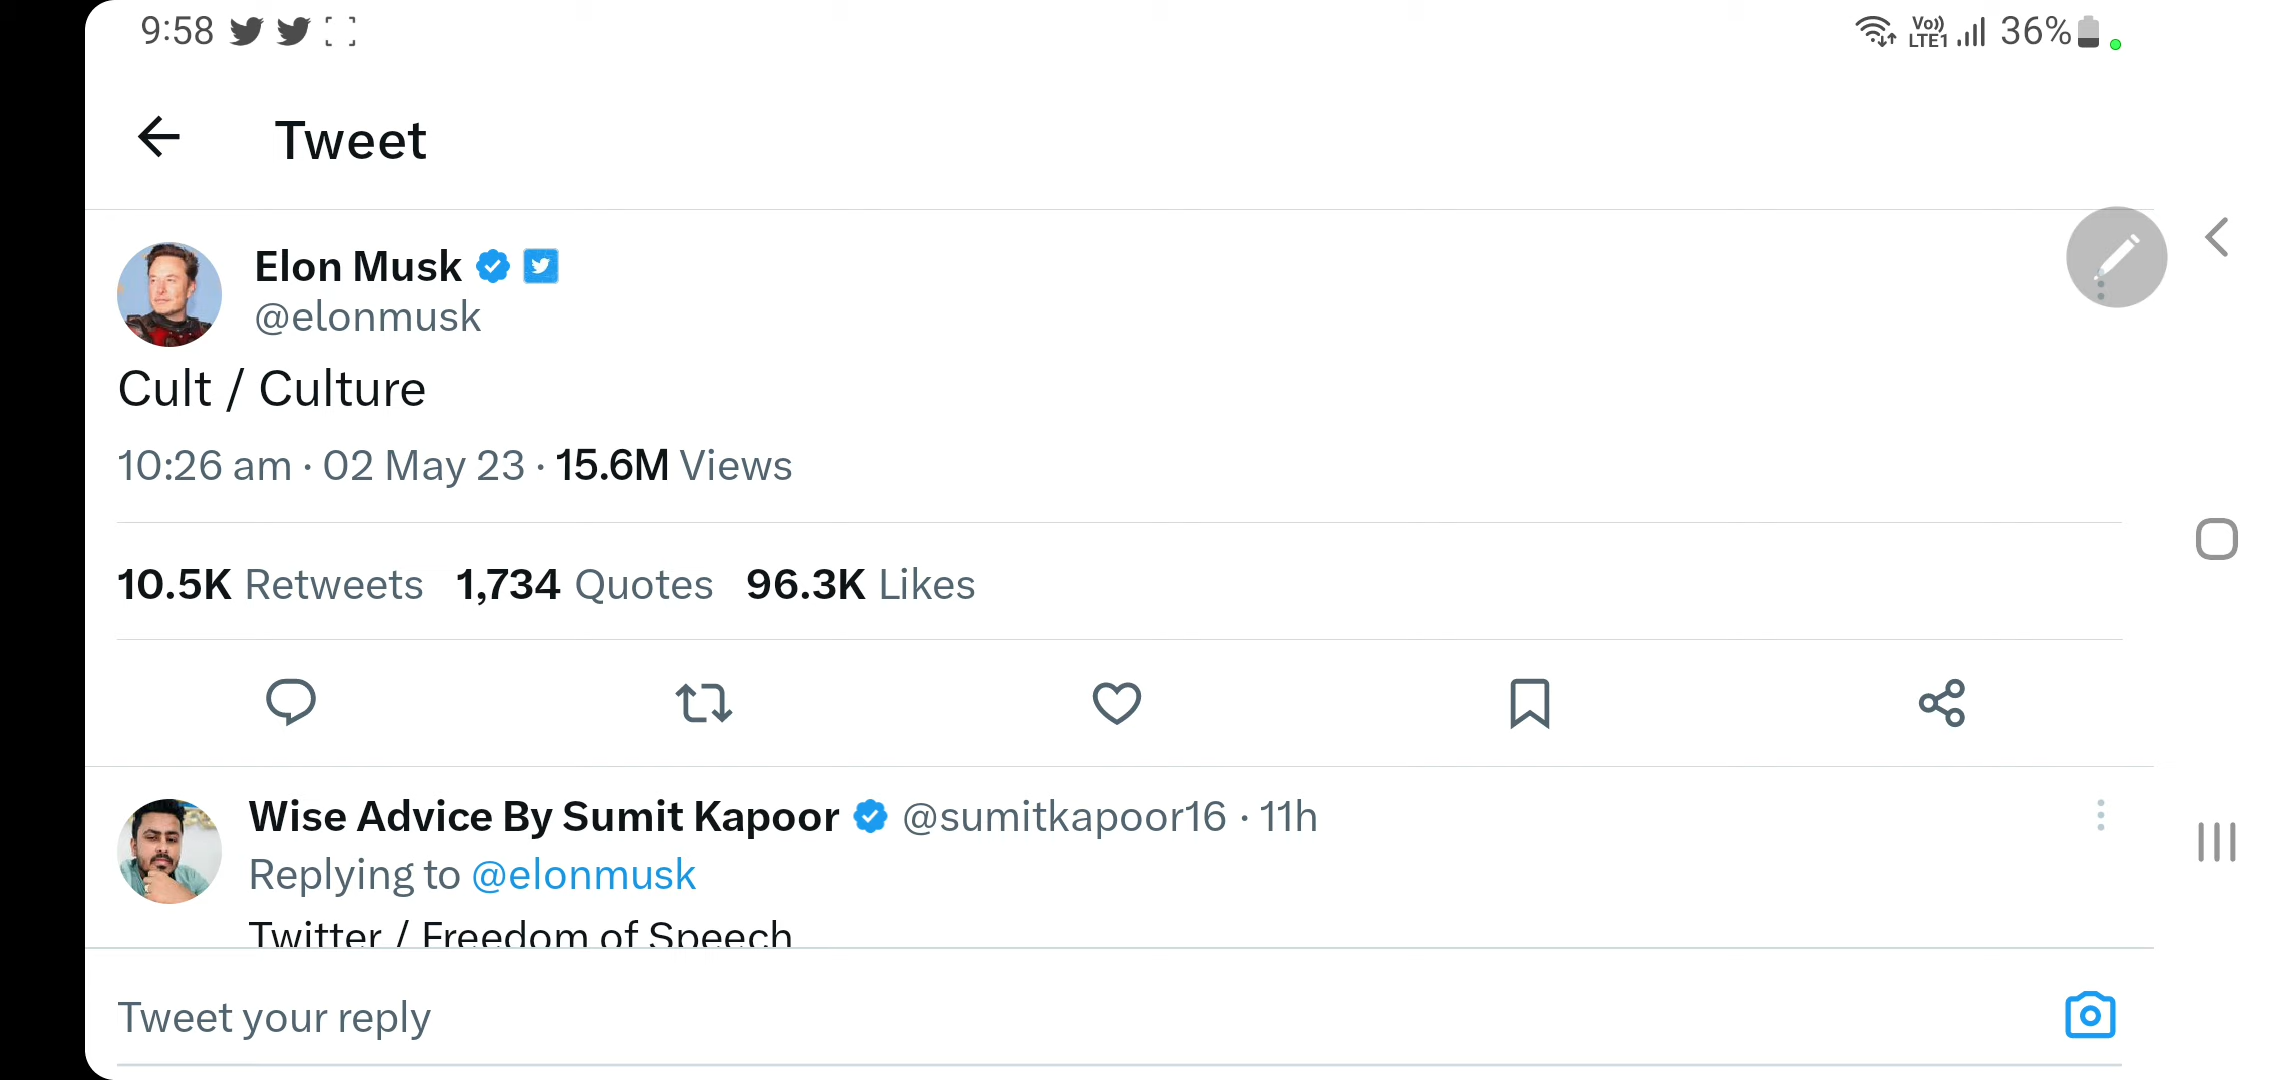 9:58 Vo)) LTE1 36%
Tweet
Elon Musk
@elonmusk
Cult / Culture
10:26 am · 02 May 23 · 15.6M Views
10.5K Retweets 1,734 Quotes 96.3K Likes
Wise Advice By Sumit Kapoor @sumitkapoor16 · 11h
Replying to @elonmusk
Twitter / Freedom of Speech
Tweet your reply